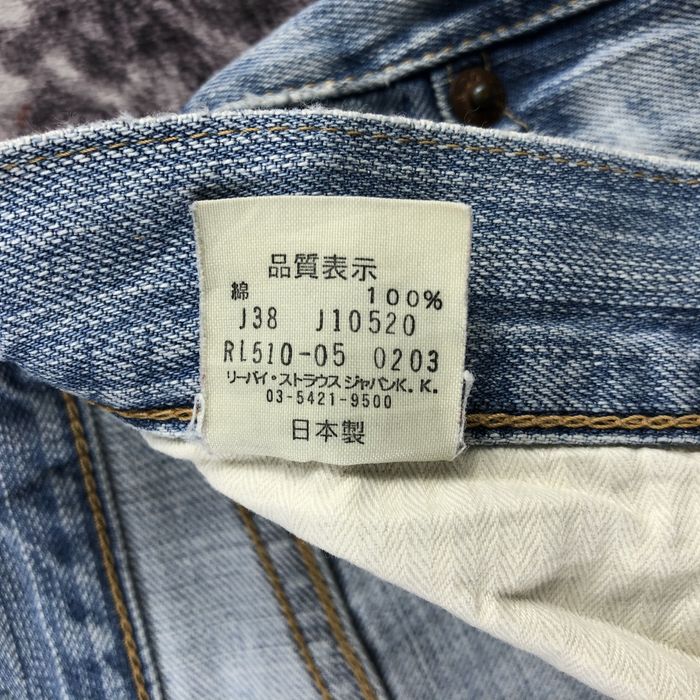 品質表示
綿 100%
J38 J10520
RL510-05 0203
リーバイ・ストラウス ジャパンK.K.
03-5421-9500
日本製